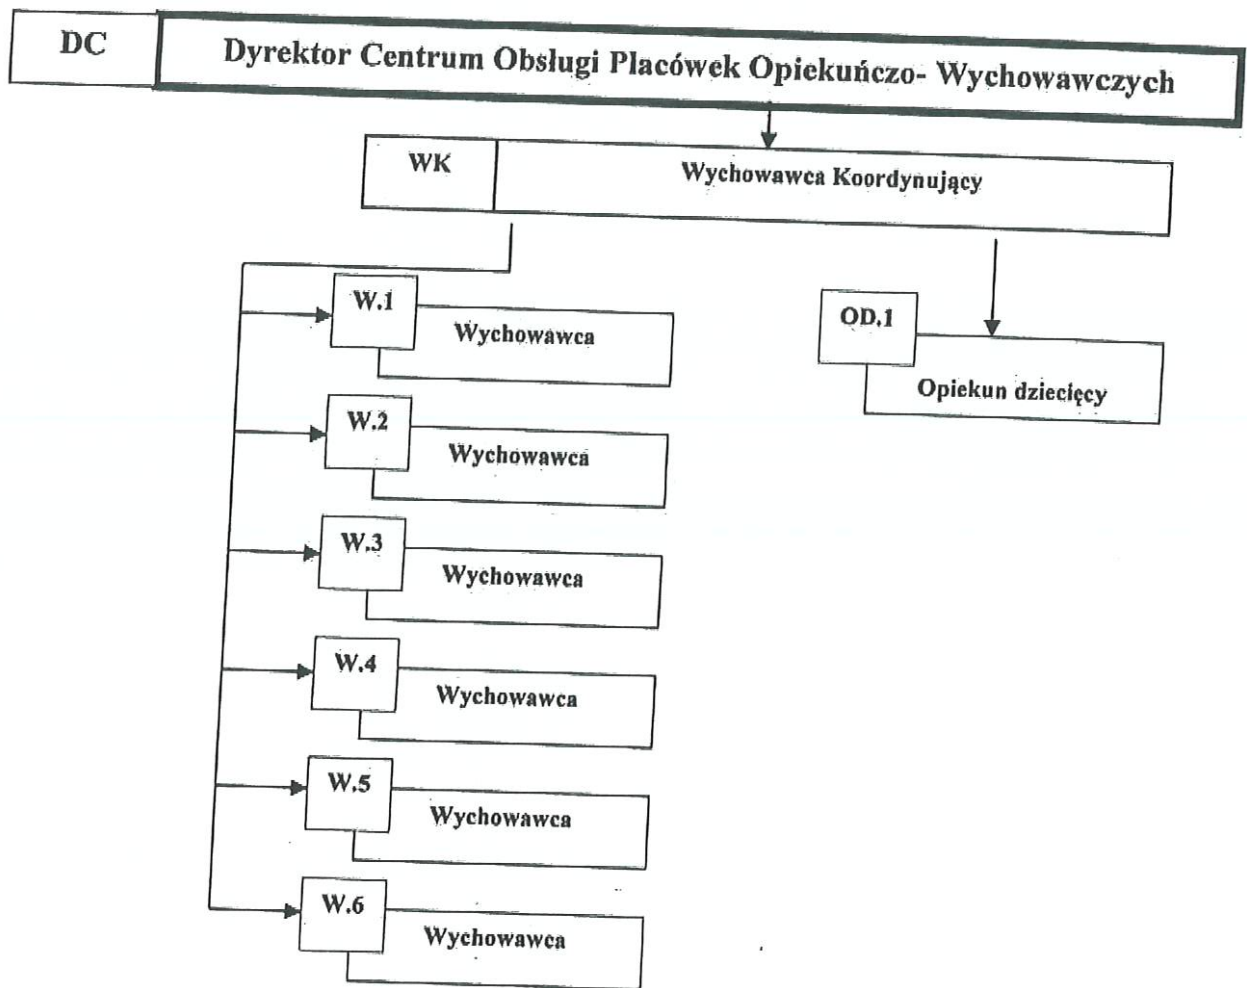 DC
Dyrektor Centrum Obsługi Placówek Opiekuńczo- Wychowawczych
WK
Wychowawca Koordynujący
W.1
Wychowawca
OD.1
Opiekun dziecięcy
W.2
Wychowawca
W.3
Wychowawca
W.4
Wychowawca
W.5
Wychowawca
W.6
Wychowawca